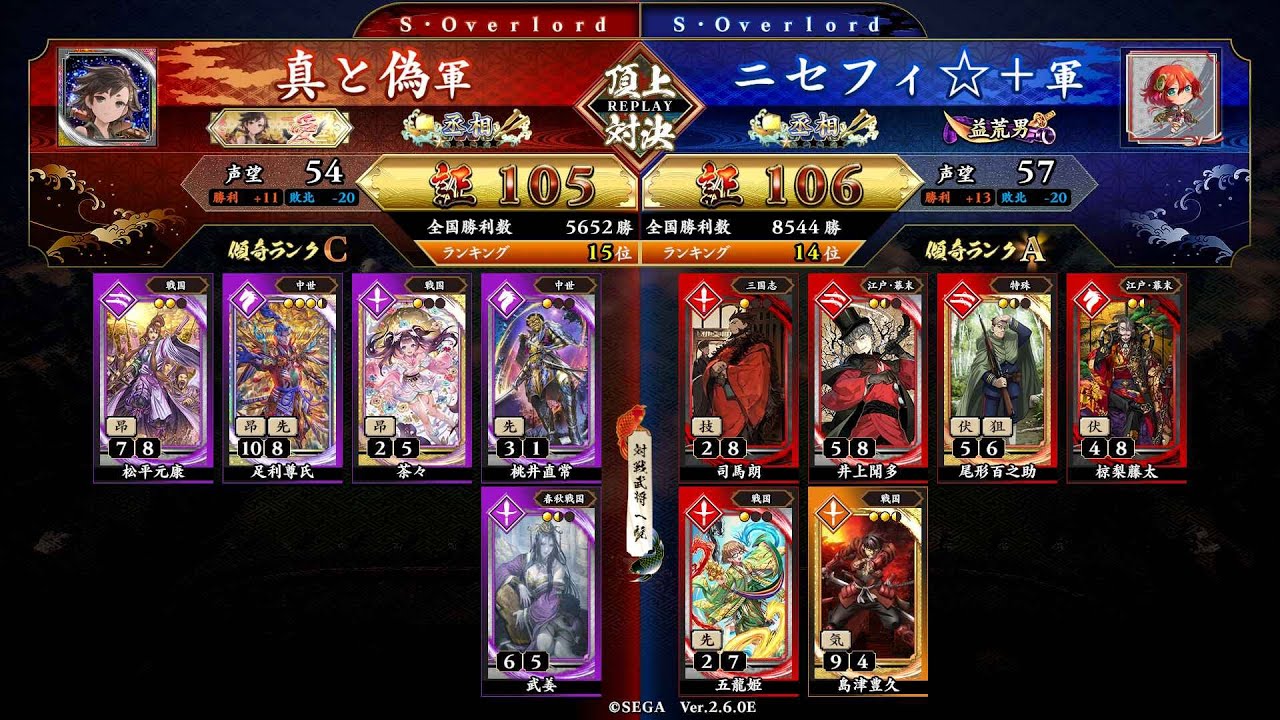 S・Overlord
S・Overlord
真と偽軍
頂上
REPLAY
対決
ニセフィ☆＋軍
愛
丞相
丞相
益荒男
声望 54
勝利 +11 敗北 -20
証 105
証 106
声望 57
勝利 +13 敗北 -20
全国勝利数 5652勝
全国勝利数 8544勝
傾奇ランクC
ランキング 15位
ランキング 14位
傾奇ランクA
戦国
昴
7 8
松平元康
中世
昴 先
10 8
足利尊氏
戦国
昴
2 5
茶々
中世
先
3 1
桃井直常
三国志
技
2 8
司馬朗
江戸・幕末
5 8
井上聞多
特殊
伏 狙
5 6
尾形百之助
江戸・幕末
伏
4 8
椋梨藤太
対戦武将一覧
春秋戦国
6 5
武姜
戦国
先
2 7
五龍姫
戦国
気
9 4
島津豊久
©SEGA Ver.2.6.0E